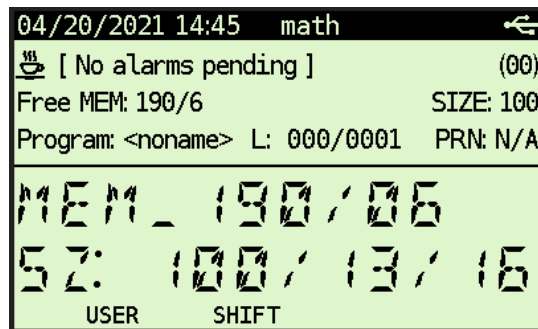 04/20/2021 14:45 math
[ No alarms pending ] (00)
Free MEM: 190/6 SIZE: 100
Program: <noname> L: 000/0001 PRN: N/A
MEM_ 190/06
SZ: 100/ 13/ 16
USER SHIFT